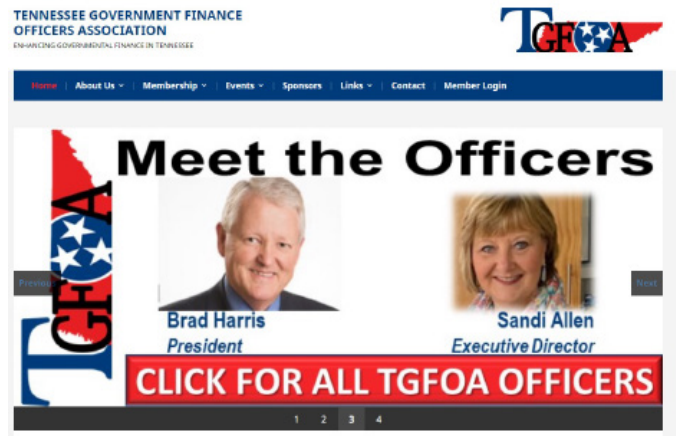 TENNESSEE GOVERNMENT FINANCE
OFFICERS ASSOCIATION
ENHANCING GOVERNMENTAL FINANCE IN TENNESSEE
TGFOA
Home | About Us | Membership | Events | Sponsors | Links | Contact | Member Login
Meet the Officers
TGFOA
Previous
Next
Brad Harris Sandi Allen
President Executive Director
CLICK FOR ALL TGFOA OFFICERS
1 2 3 4